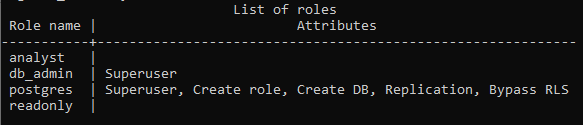 List of roles
Role name | Attributes
-----------+------------------------------------------------------------
analyst |
db_admin | Superuser
postgres | Superuser, Create role, Create DB, Replication, Bypass RLS
readonly |